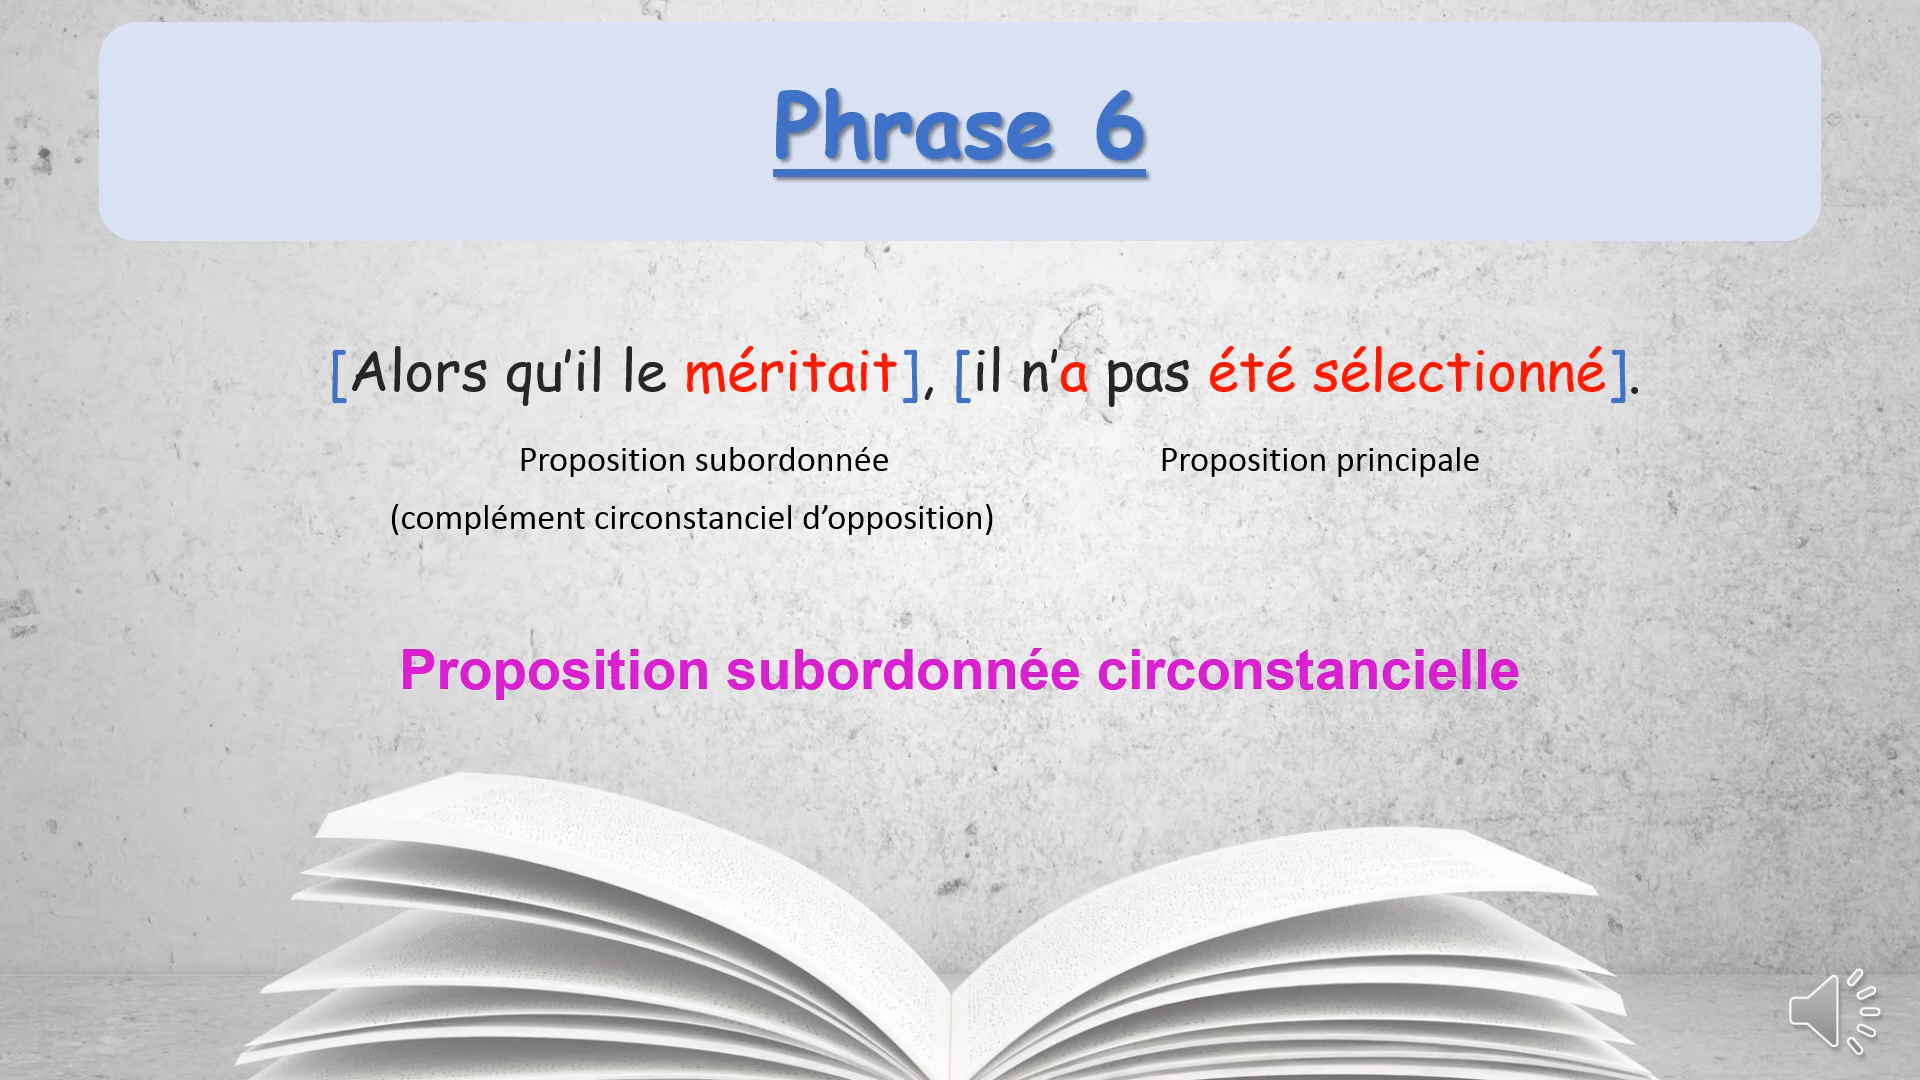 Phrase 6
[Alors qu’il le méritait], [il n’a pas été sélectionné].
Proposition subordonnée Proposition principale
(complément circonstanciel d’opposition)
Proposition subordonnée circonstancielle